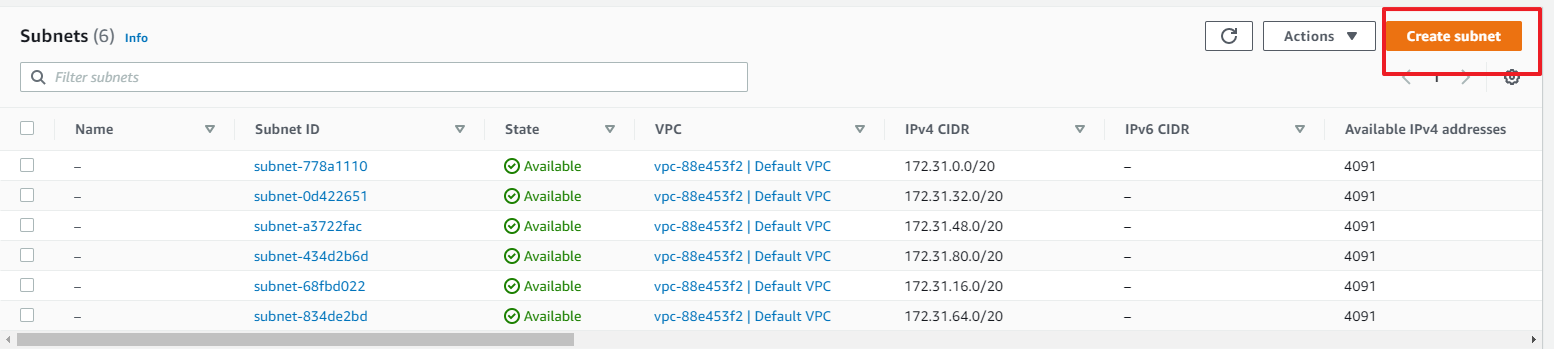 Subnets (6) Info Actions Create subnet
Filter subnets 1
Name Subnet ID State VPC IPv4 CIDR IPv6 CIDR Available IPv4 addresses
– subnet-778a1110 Available vpc-88e453f2 | Default VPC 172.31.0.0/20 – 4091
– subnet-0d422651 Available vpc-88e453f2 | Default VPC 172.31.32.0/20 – 4091
– subnet-a3722fac Available vpc-88e453f2 | Default VPC 172.31.48.0/20 – 4091
– subnet-434d2b6d Available vpc-88e453f2 | Default VPC 172.31.80.0/20 – 4091
– subnet-68fbd022 Available vpc-88e453f2 | Default VPC 172.31.16.0/20 – 4091
– subnet-834de2bd Available vpc-88e453f2 | Default VPC 172.31.64.0/20 – 4091